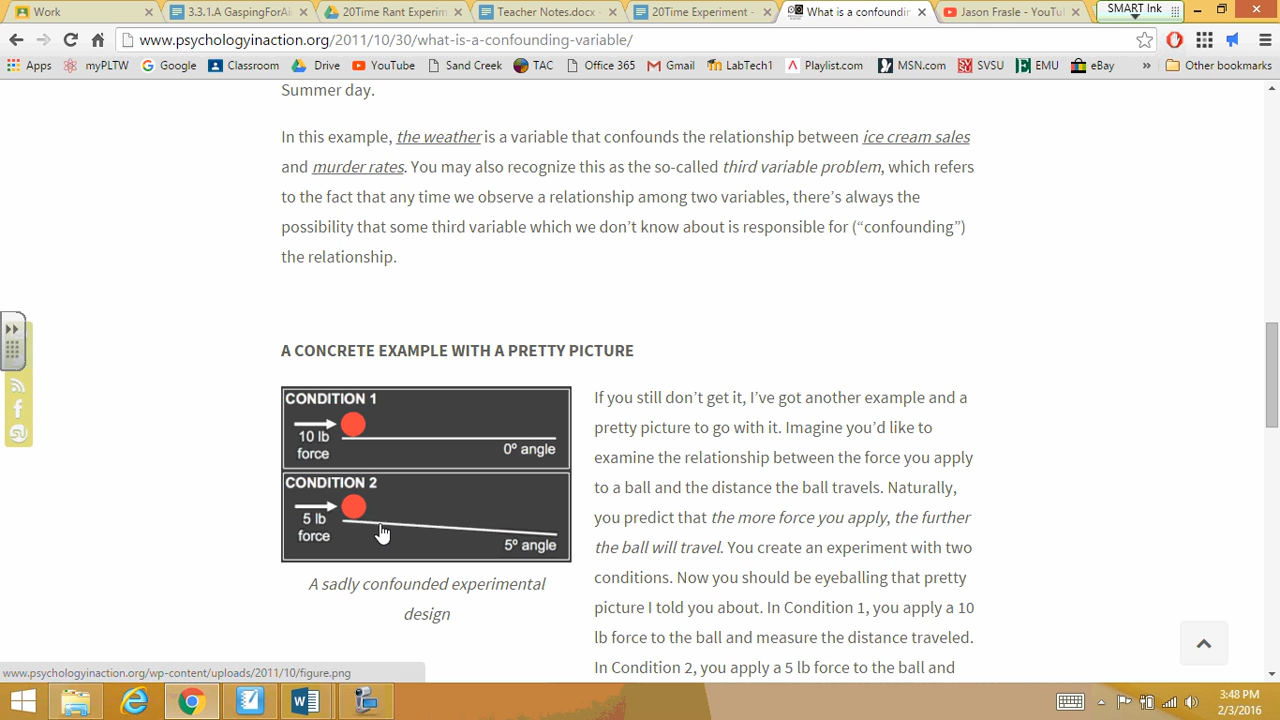 Work
3.3.1.A GaspingForAi
20Time Rant Experim
Teacher Notes.docx -
20Time Experiment -
What is a confoundin
Jason Frasle - YouTu
SMART Ink
www.psychologyinaction.org/2011/10/30/what-is-a-confounding-variable/
Apps myPLTW Google Classroom Drive YouTube Sand Creek TAC Office 365 Gmail LabTech1 Playlist.com MSN.com SVSU EMU eBay » Other bookmarks
Summer day.
In this example, the weather is a variable that confounds the relationship between ice cream sales
and murder rates. You may also recognize this as the so-called third variable problem, which refers
to the fact that any time we observe a relationship among two variables, there's always the
possibility that some third variable which we don't know about is responsible for (“confounding”)
the relationship.
A CONCRETE EXAMPLE WITH A PRETTY PICTURE
CONDITION 1
10 lb
force
0º angle
CONDITION 2
5 lb
force
5º angle
A sadly confounded experimental
design
If you still don't get it, I've got another example and a
pretty picture to go with it. Imagine you'd like to
examine the relationship between the force you apply
to a ball and the distance the ball travels. Naturally,
you predict that the more force you apply, the further
the ball will travel. You create an experiment with two
conditions. Now you should be eyeballing that pretty
picture I told you about. In Condition 1, you apply a 10
lb force to the ball and measure the distance traveled.
In Condition 2, you apply a 5 lb force to the ball and
www.psychologyinaction.org/wp-content/uploads/2011/10/figure.png
3:48 PM
2/3/2016